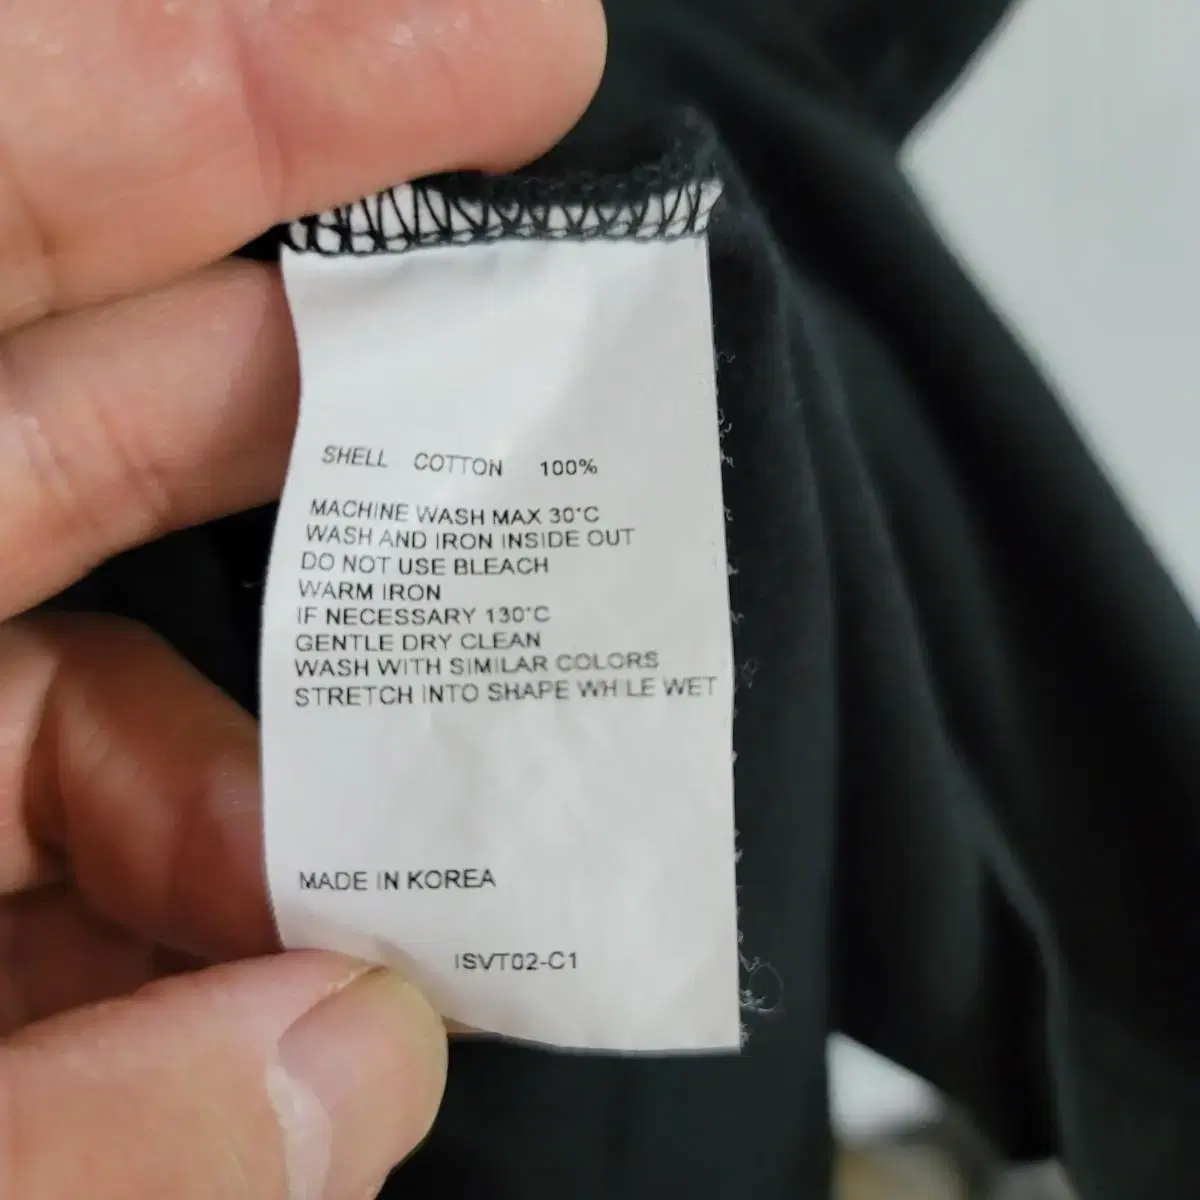 SHELL COTTON 100%
MACHINE WASH MAX 30°C
WASH AND IRON INSIDE OUT
DO NOT USE BLEACH
WARM IRON
IF NECESSARY 130°C
GENTLE DRY CLEAN
WASH WITH SIMILAR COLORS
STRETCH INTO SHAPE WHILE WET
MADE IN KOREA
ISVT02-C1